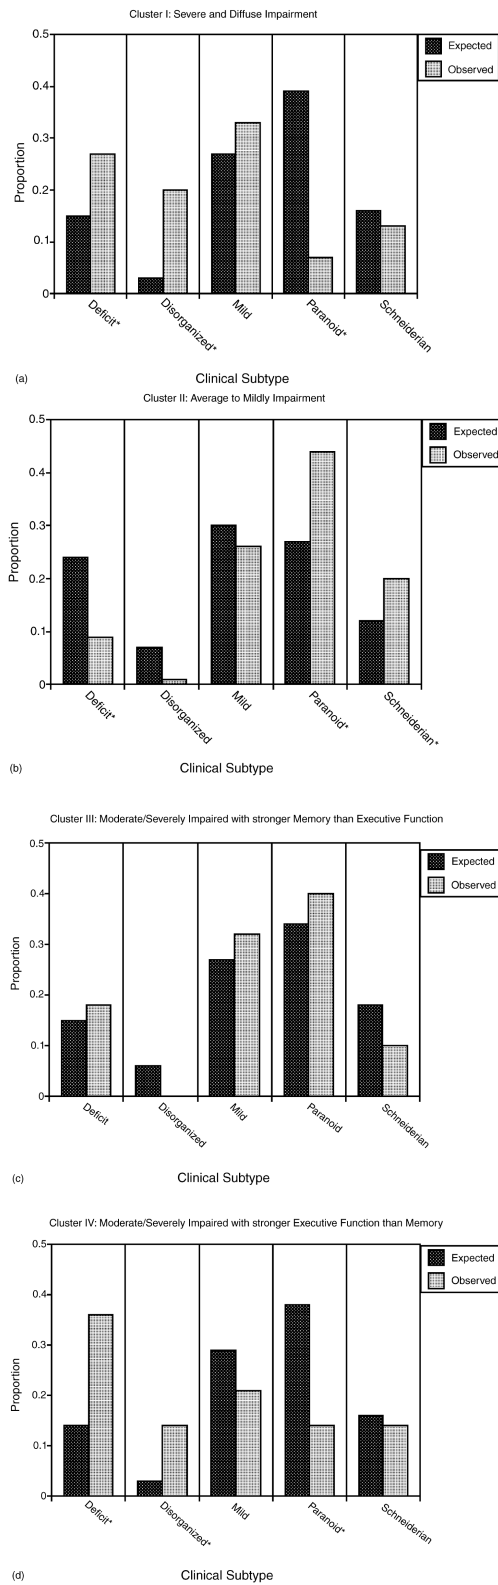 Cluster I: Severe and Diffuse Impairment
0.5
0.4
0.3
0.2
0.1
0
Proportion
Expected
Observed
Deficit*
Disorganized*
Mild
Paranoid*
Schneiderian
(a)
Clinical Subtype
Cluster II: Average to Mildly Impairment
0.5
0.4
0.3
0.2
0.1
0
Proportion
Expected
Observed
Deficit*
Disorganized
Mild
Paranoid*
Schneiderian*
(b)
Clinical Subtype
Cluster III: Moderate/Severely Impaired with stronger Memory than Executive Function
0.5
0.4
0.3
0.2
0.1
0
Proportion
Expected
Observed
Deficit
Disorganized
Mild
Paranoid
Schneiderian
(c)
Clinical Subtype
Cluster IV: Moderate/Severely Impaired with stronger Executive Function than Memory
0.5
0.4
0.3
0.2
0.1
0
Proportion
Expected
Observed
Deficit*
Disorganized*
Mild
Paranoid*
Schneiderian
(d)
Clinical Subtype